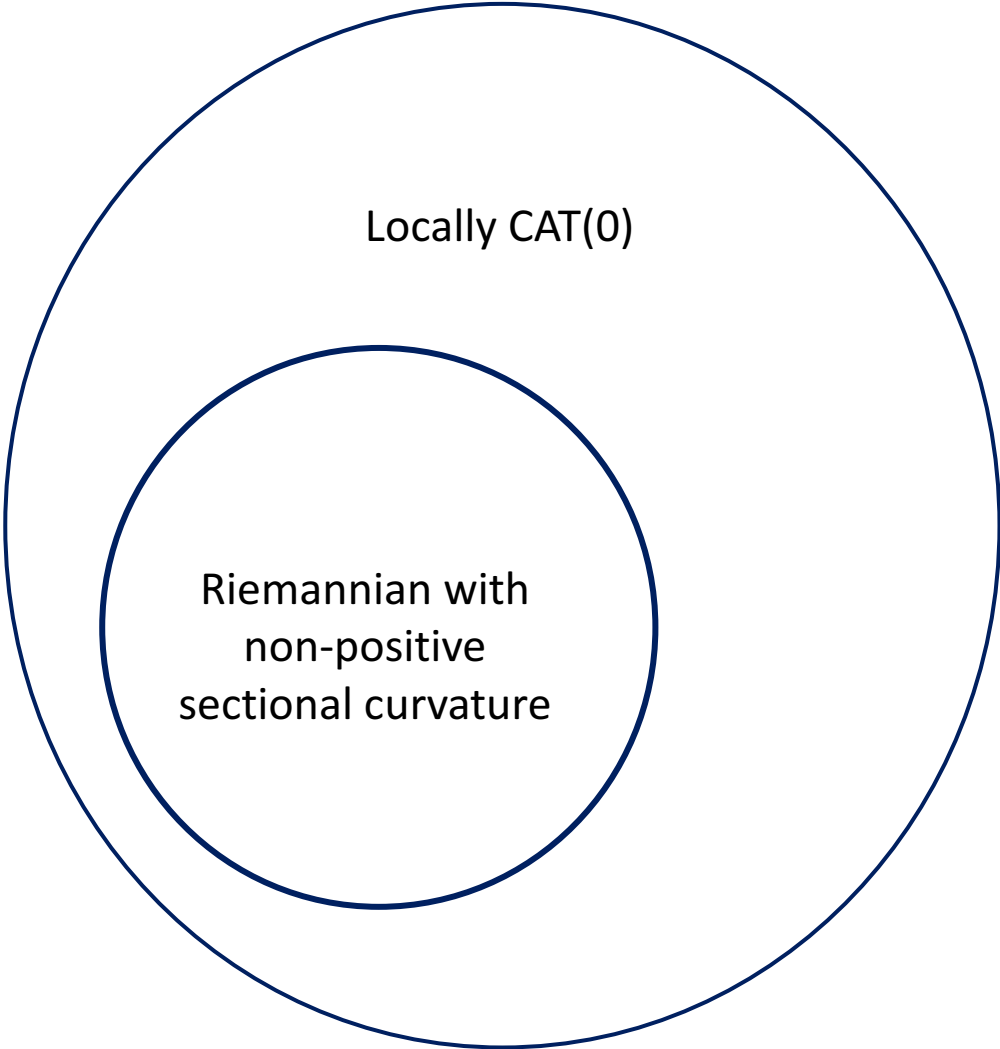 Locally CAT(0)
Riemannian with
non-positive
sectional curvature